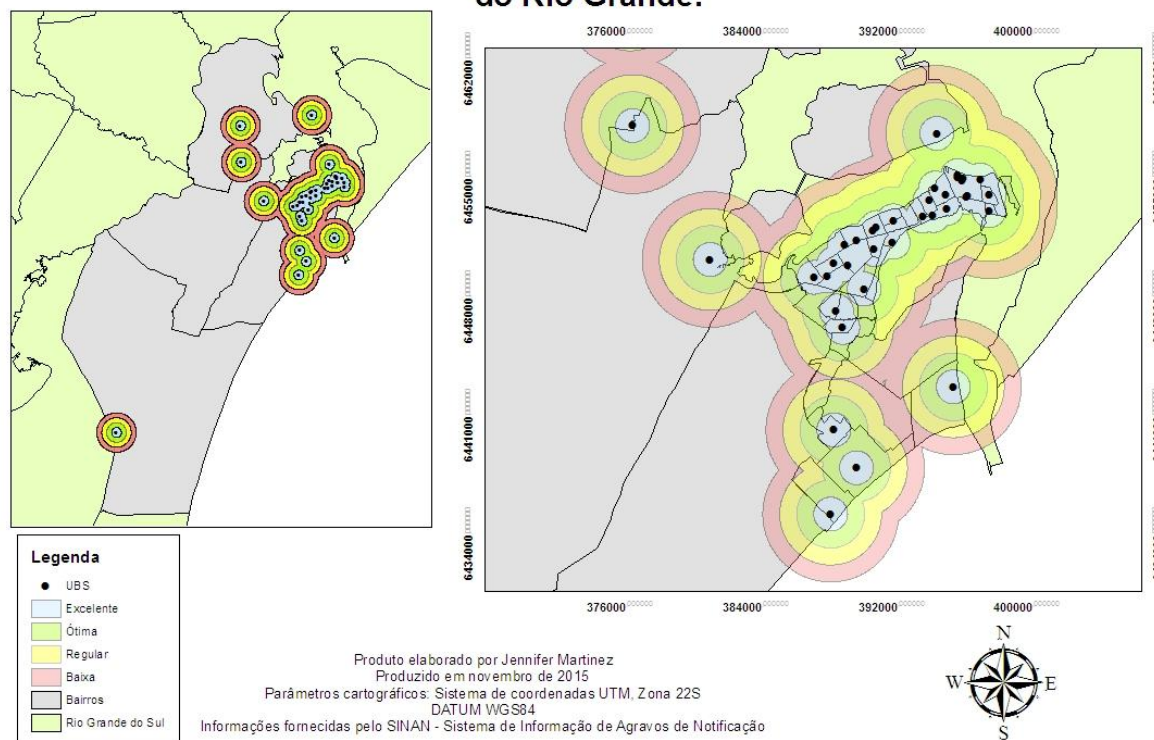 do Rio Grande.
376000 384000 392000 400000
6462000
6455000
6448000
6441000
6434000
376000 384000 392000 400000
Legenda
UBS
Excelente
Ótima
Regular
Baixa
Bairros
Rio Grande do Sul
Produto elaborado por Jennifer Martinez
Produzido em novembro de 2015
Parâmetros cartográficos: Sistema de coordenadas UTM, Zona 22S
DATUM WGS84
Informações fornecidas pelo SINAN - Sistema de Informação de Agravos de Notificação
N
W E
S